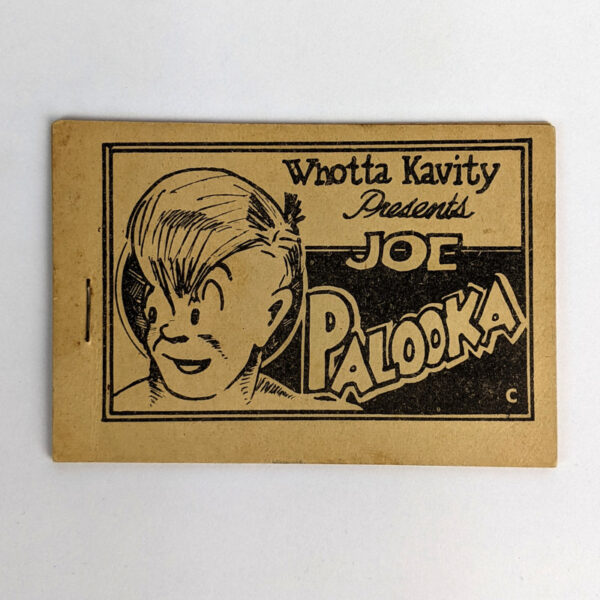 Whotta Kavity
Presents
JOE
PALOOKA
C